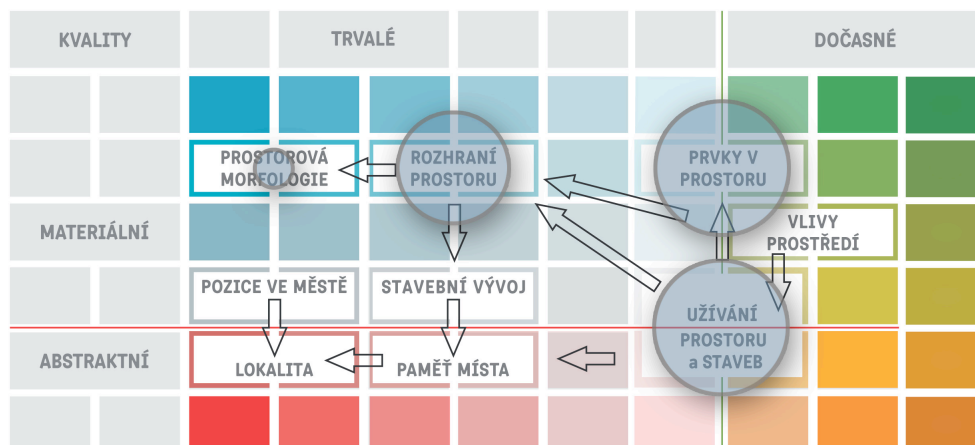 KVALITY
TRVALÉ
DOČASNÉ
PROSTOROVÁ
MORFOLOGIE
ROZHRANÍ
PROSTORU
PRVKY V
PROSTORU
MATERIÁLNÍ
VLIVY
PROSTŘEDÍ
POZICE VE MĚSTĚ
STAVEBNÍ VÝVOJ
UŽÍVÁNÍ
PROSTORU
a STAVEB
ABSTRAKTNÍ
LOKALITA
PAMĚŤ MÍSTA